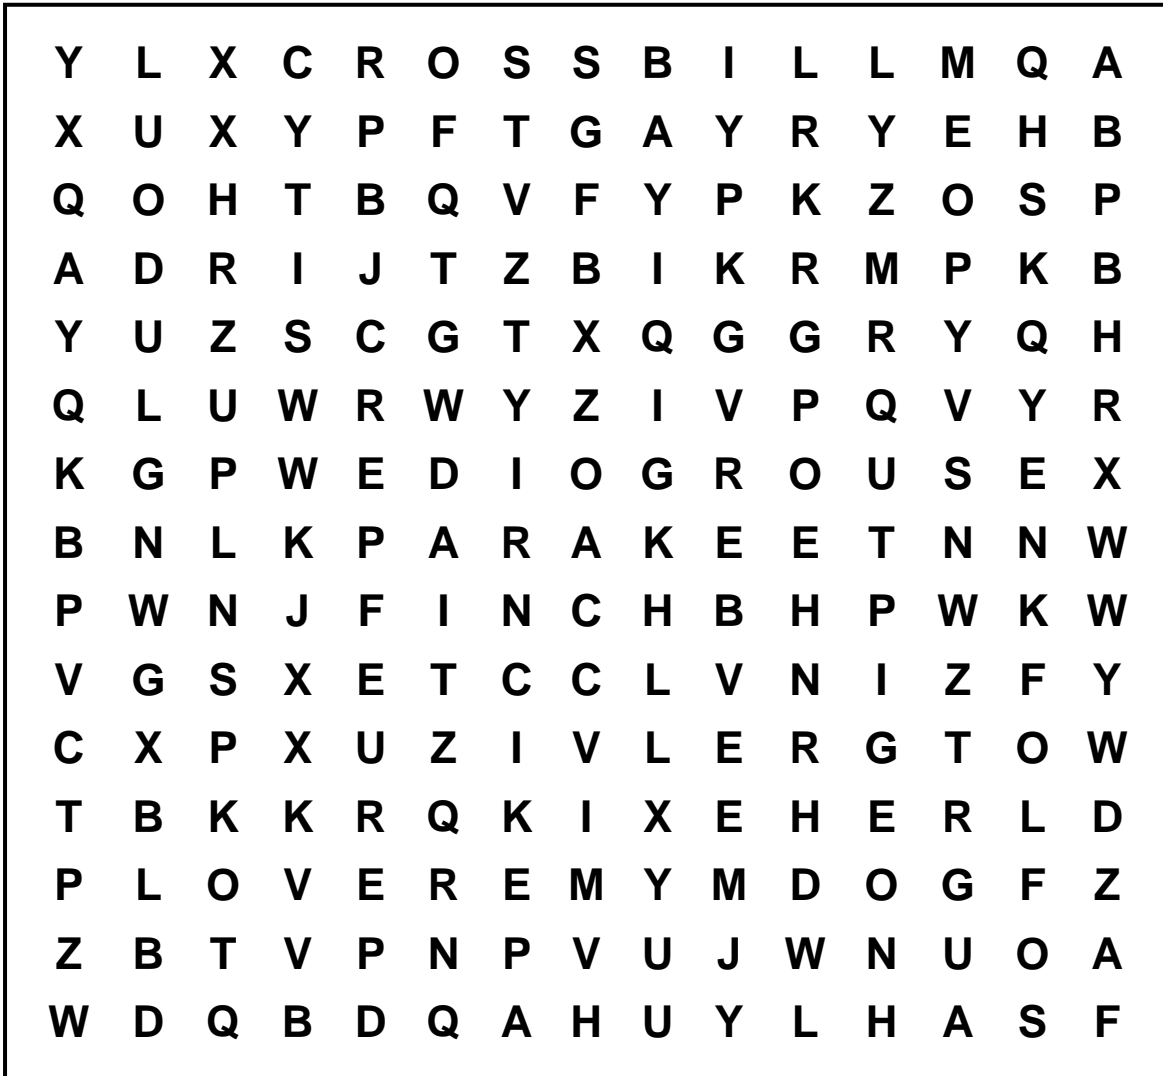 Y L X C R O S S B I L L M Q A
X U X Y P F T G A Y R Y E H B
Q O H T B Q V F Y P K Z O S P
A D R I J T Z B I K R M P K B
Y U Z S C G T X Q G G R Y Q H
Q L U W R W Y Z I V P Q V Y R
K G P W E D I O G R O U S E X
B N L K P A R A K E E T N N W
P W N J F I N C H B H P W K W
V G S X E T C C L V N I Z F Y
C X P X U Z I V L E R G T O W
T B K K R Q K I X E H E R L D
P L O V E R E M Y M D O G F Z
Z B T V P N P V U J W N U O A
W D Q B D Q A H U Y L H A S F